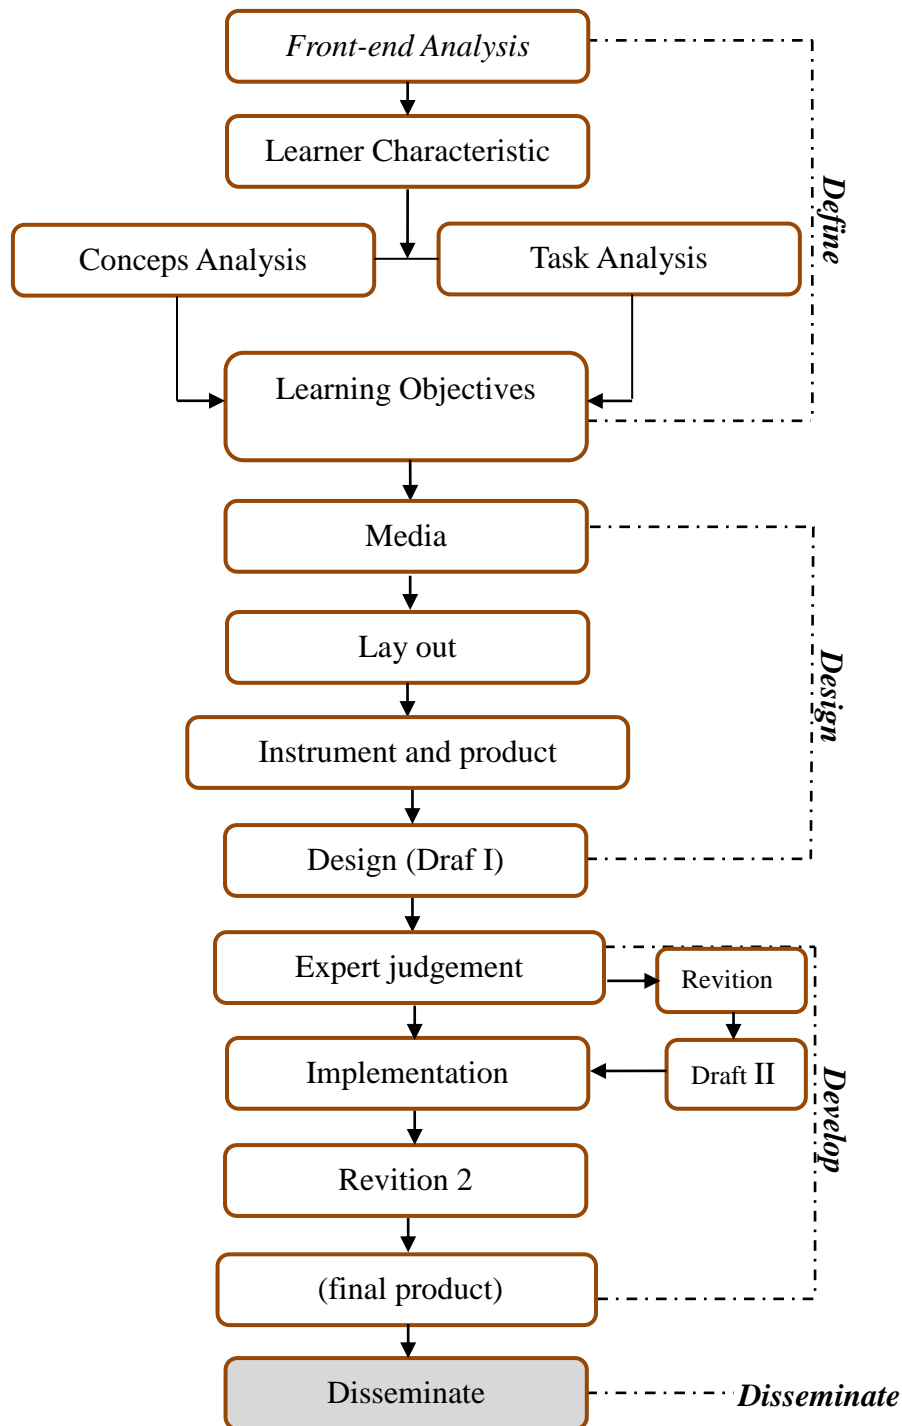 Front-end Analysis
Learner Characteristic
Define
Conceps Analysis
Task Analysis
Learning Objectives
Media
Lay out
Design
Instrument and product
Design (Draf I)
Expert judgement
Revition
Implementation
Draft II
Develop
Revition 2
(final product)
Disseminate
Disseminate